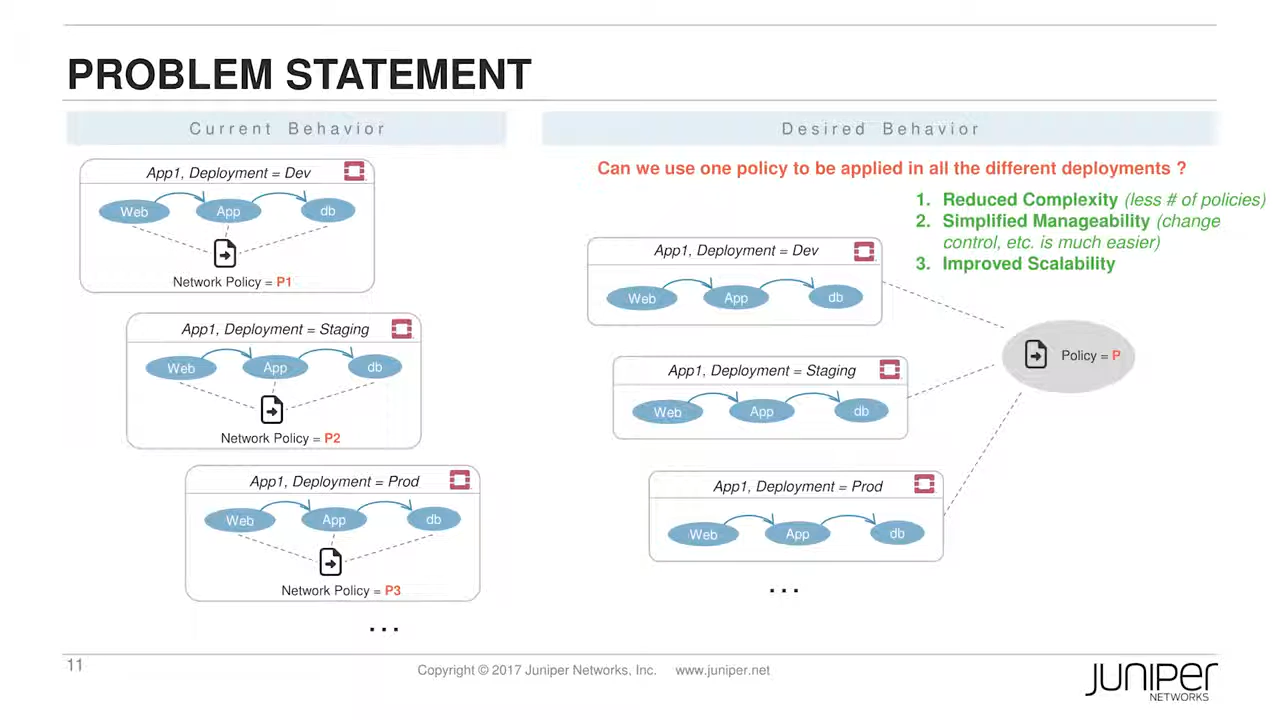 PROBLEM STATEMENT
Current Behavior
App1, Deployment = Dev
Web
App
db
Network Policy = P1
App1, Deployment = Staging
Web
App
db
Network Policy = P2
App1, Deployment = Prod
Web
App
db
Network Policy = P3
...
Desired Behavior
Can we use one policy to be applied in all the different deployments ?
1. Reduced Complexity (less # of policies)
2. Simplified Manageability (change
control, etc. is much easier)
3. Improved Scalability
App1, Deployment = Dev
Web
App
db
App1, Deployment = Staging
Web
App
db
App1, Deployment = Prod
Web
App
db
...
Policy = P
11
Copyright © 2017 Juniper Networks, Inc. www.juniper.net
JUNIPER
NETWORKS